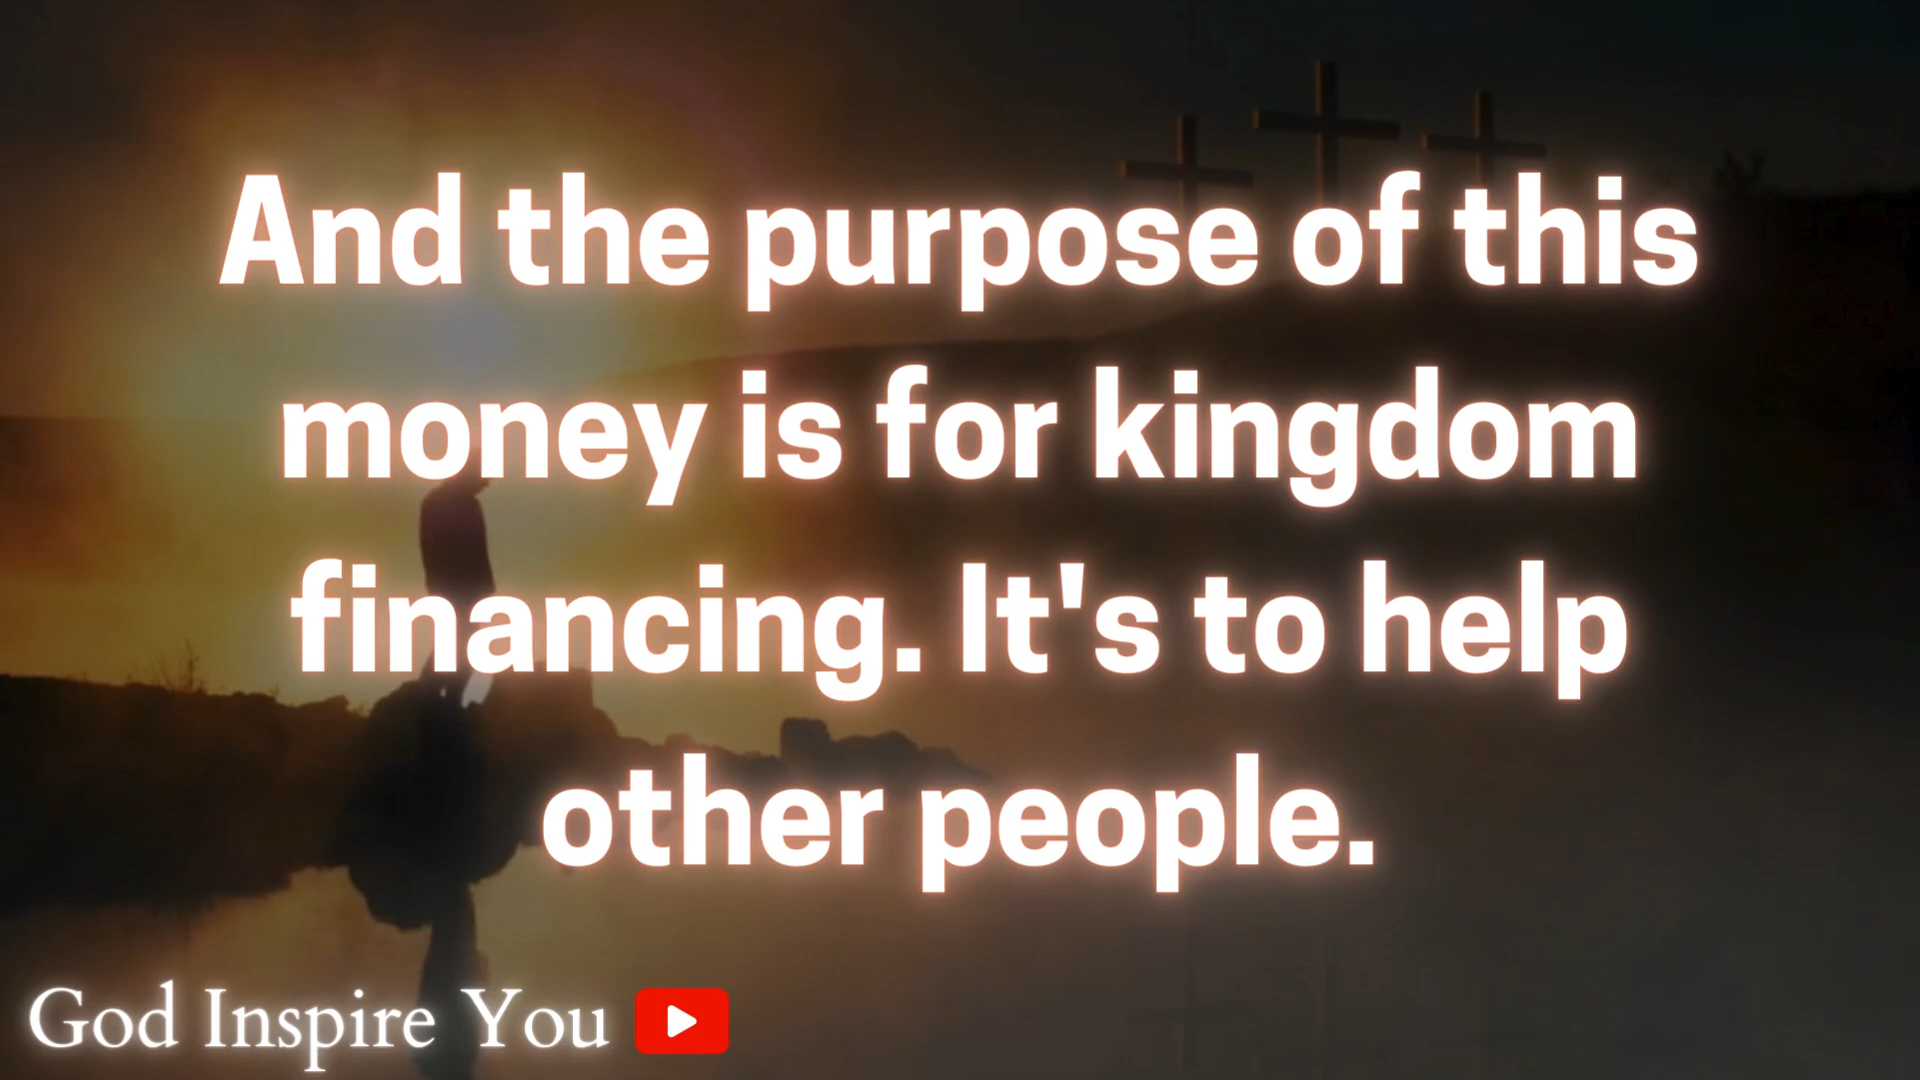 And the purpose of this
money is for kingdom
financing. It's to help
other people.
God Inspire You